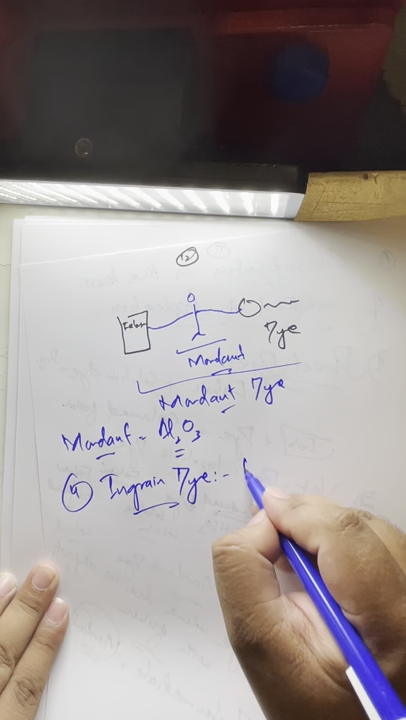 12
Fabric
Dye
Mordant
Mordant Dye
Mordant = Al2O3
(4) Ingrain Dye:-